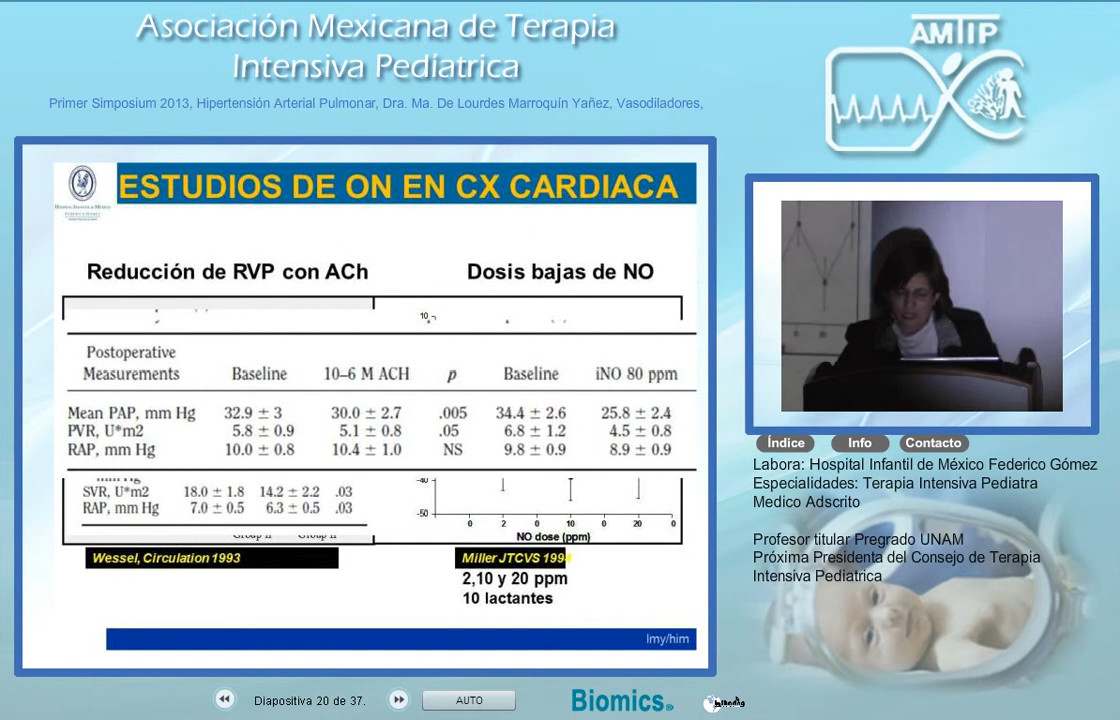 Asociación Mexicana de Terapia
Intensiva Pedíatrica
Primer Simposium 2013, Hipertensión Arterial Pulmonar, Dra. Ma. De Lourdes Marroquín Yañez, Vasodiladores,
AMTIP
ESTUDIOS DE ON EN CX CARDIACA
Reducción de RVP con ACh
Dosis bajas de NO
10
Postoperative
Measurements Baseline 10–6 M ACH p Baseline iNO 80 ppm
Mean PAP, mm Hg 32.9 ± 3 30.0 ± 2.7 .005 34.4 ± 2.6 25.8 ± 2.4
PVR, U*m2 5.8 ± 0.9 5.1 ± 0.8 .05 6.8 ± 1.2 4.5 ± 0.8
RAP, mm Hg 10.0 ± 0.8 10.4 ± 1.0 NS 9.8 ± 0.9 8.9 ± 0.9
SVR, U*m2 18.0 ± 1.8 14.2 ± 2.2 .03
RAP, mm Hg 7.0 ± 0.5 6.3 ± 0.5 .03
-40
-50
0 2 0 10 0 20 0
NO dose (ppm)
Wessel, Circulation 1993
Miller JTCVS 1994
2,10 y 20 ppm
10 lactantes
lmy/him
Índice Info Contacto
Labora: Hospital Infantil de México Federico Gómez
Especialidades: Terapia Intensiva Pediatra
Medico Adscrito
Profesor titular Pregrado UNAM
Próxima Presidenta del Consejo de Terapia
Intensiva Pediatrica
Diapositiva 20 de 37.
AUTO
Biomics